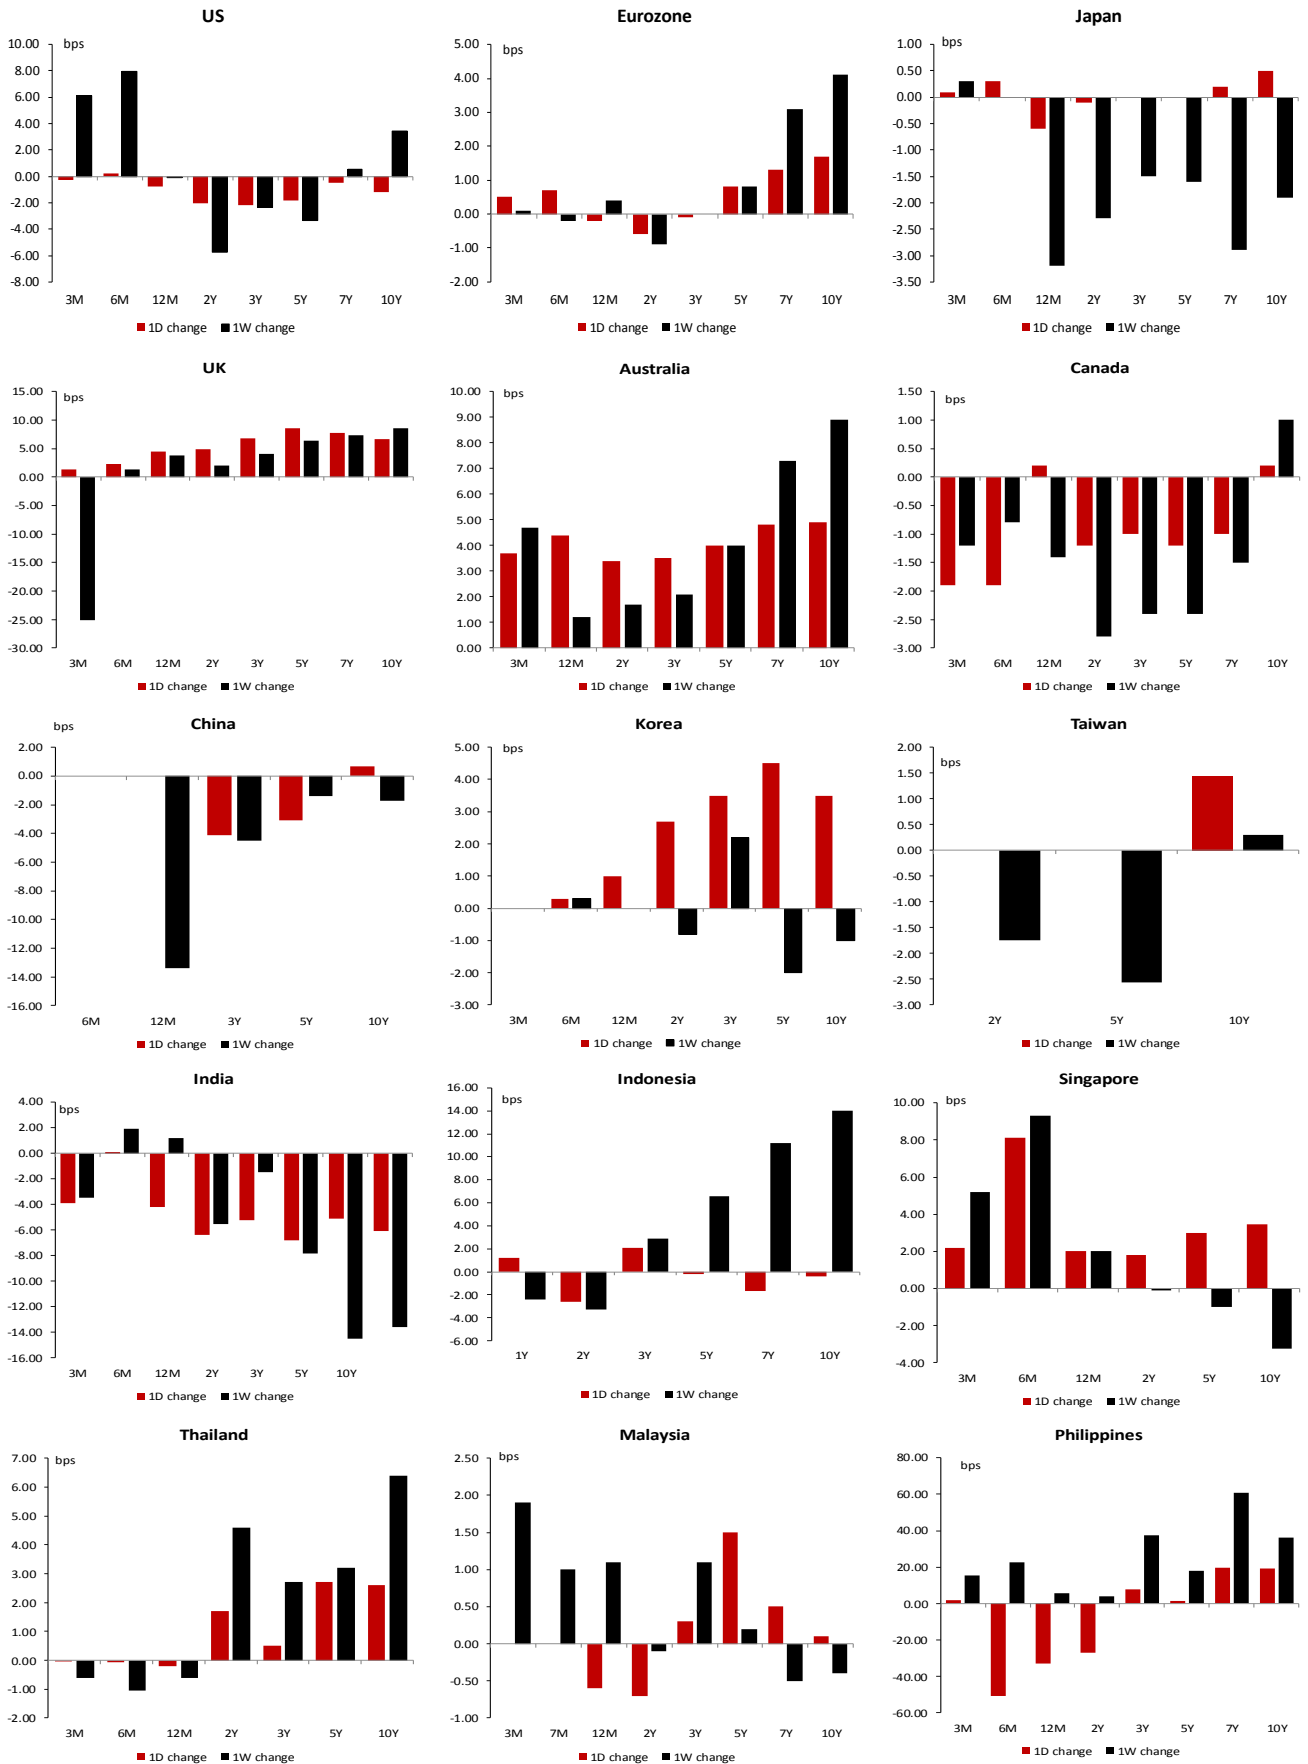 US
bps
10.00
8.00
6.00
4.00
2.00
0.00
-2.00
-4.00
-6.00
-8.00
3M 6M 12M 2Y 3Y 5Y 7Y 10Y
1D change 1W change
Eurozone
bps
5.00
4.00
3.00
2.00
1.00
0.00
-1.00
-2.00
3M 6M 12M 2Y 3Y 5Y 7Y 10Y
1D change 1W change
Japan
bps
1.00
0.50
0.00
-0.50
-1.00
-1.50
-2.00
-2.50
-3.00
-3.50
3M 6M 12M 2Y 3Y 5Y 7Y 10Y
1D change 1W change
UK
bps
15.00
10.00
5.00
0.00
-5.00
-10.00
-15.00
-20.00
-25.00
-30.00
3M 6M 12M 2Y 3Y 5Y 7Y 10Y
1D change 1W change
Australia
bps
10.00
9.00
8.00
7.00
6.00
5.00
4.00
3.00
2.00
1.00
0.00
3M 12M 2Y 3Y 5Y 7Y 10Y
1D change 1W change
Canada
bps
1.50
1.00
0.50
0.00
-0.50
-1.00
-1.50
-2.00
-2.50
-3.00
3M 6M 12M 2Y 3Y 5Y 7Y 10Y
1D change 1W change
China
bps
2.00
0.00
-2.00
-4.00
-6.00
-8.00
-10.00
-12.00
-14.00
-16.00
6M 12M 3Y 5Y 10Y
1D change 1W change
Korea
bps
5.00
4.00
3.00
2.00
1.00
0.00
-1.00
-2.00
-3.00
3M 6M 12M 2Y 3Y 5Y 10Y
1D change 1W change
Taiwan
bps
2.00
1.50
1.00
0.50
0.00
-0.50
-1.00
-1.50
-2.00
-2.50
-3.00
2Y 5Y 10Y
1D change 1W change
India
bps
4.00
2.00
0.00
-2.00
-4.00
-6.00
-8.00
-10.00
-12.00
-14.00
-16.00
3M 6M 12M 2Y 3Y 5Y 10Y
1D change 1W change
Indonesia
bps
16.00
14.00
12.00
10.00
8.00
6.00
4.00
2.00
0.00
-2.00
-4.00
-6.00
1Y 2Y 3Y 5Y 7Y 10Y
1D change 1W change
Singapore
bps
10.00
8.00
6.00
4.00
2.00
0.00
-2.00
-4.00
3M 6M 12M 2Y 5Y 10Y
1D change 1W change
Thailand
bps
7.00
6.00
5.00
4.00
3.00
2.00
1.00
0.00
-1.00
-2.00
3M 6M 12M 2Y 3Y 5Y 10Y
1D change 1W change
Malaysia
bps
2.50
2.00
1.50
1.00
0.50
0.00
-0.50
-1.00
3M 7M 12M 2Y 3Y 5Y 7Y 10Y
1D change 1W change
Philippines
bps
80.00
60.00
40.00
20.00
0.00
-20.00
-40.00
-60.00
3M 6M 12M 2Y 3Y 5Y 7Y 10Y
1D change 1W change